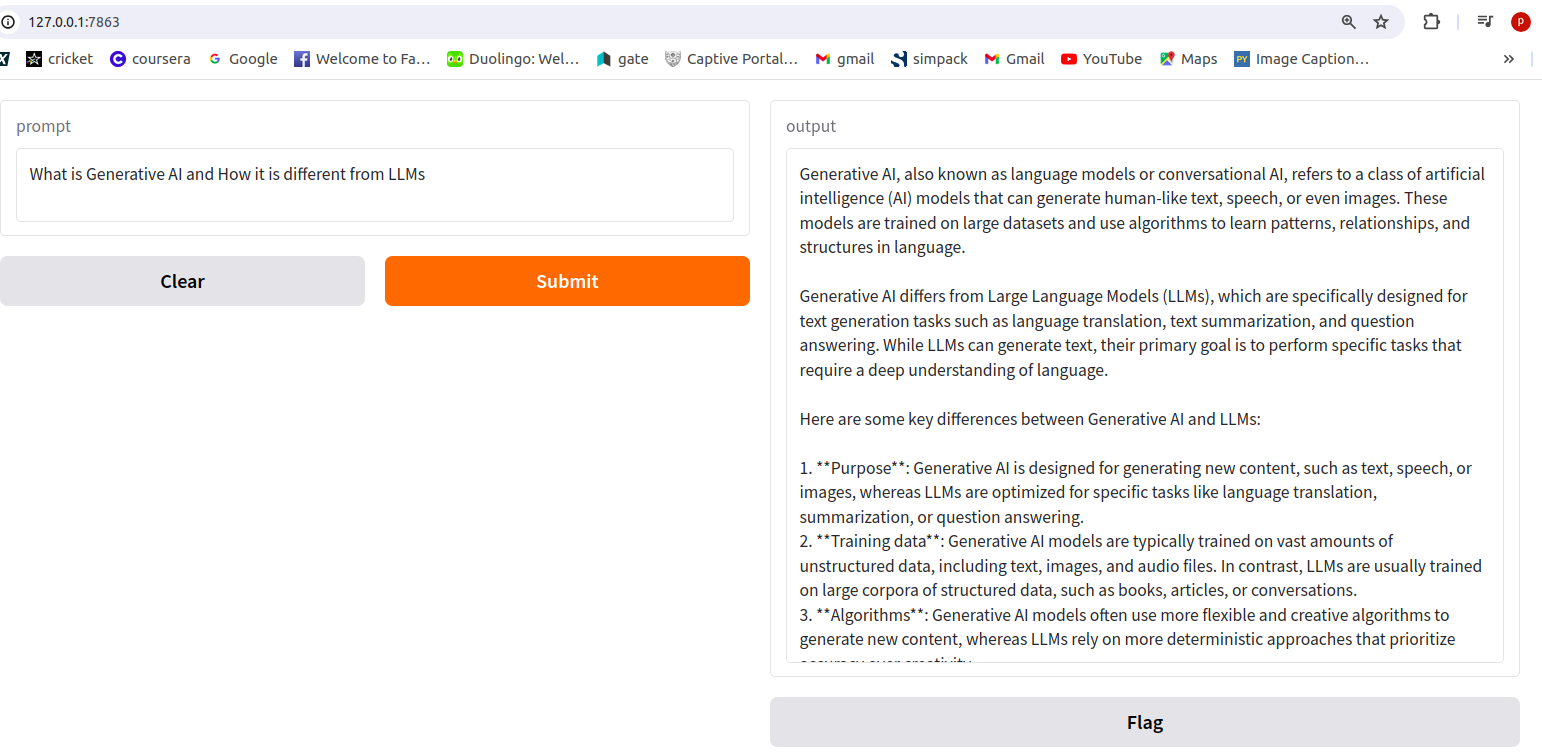 127.0.0.1:7863
cricket coursera Google Welcome to Fa... Duolingo: Wel... gate Captive Portal... gmail simpack Gmail YouTube Maps PY Image Caption... »
prompt
What is Generative AI and How it is different from LLMs
Clear Submit
output
Generative AI, also known as language models or conversational AI, refers to a class of artificial
intelligence (AI) models that can generate human-like text, speech, or even images. These
models are trained on large datasets and use algorithms to learn patterns, relationships, and
structures in language.
Generative AI differs from Large Language Models (LLMs), which are specifically designed for
text generation tasks such as language translation, text summarization, and question
answering. While LLMs can generate text, their primary goal is to perform specific tasks that
require a deep understanding of language.
Here are some key differences between Generative AI and LLMs:
1. **Purpose**: Generative AI is designed for generating new content, such as text, speech, or
images, whereas LLMs are optimized for specific tasks like language translation,
summarization, or question answering.
2. **Training data**: Generative AI models are typically trained on vast amounts of
unstructured data, including text, images, and audio files. In contrast, LLMs are usually trained
on large corpora of structured data, such as books, articles, or conversations.
3. **Algorithms**: Generative AI models often use more flexible and creative algorithms to
generate new content, whereas LLMs rely on more deterministic approaches that prioritize
Flag